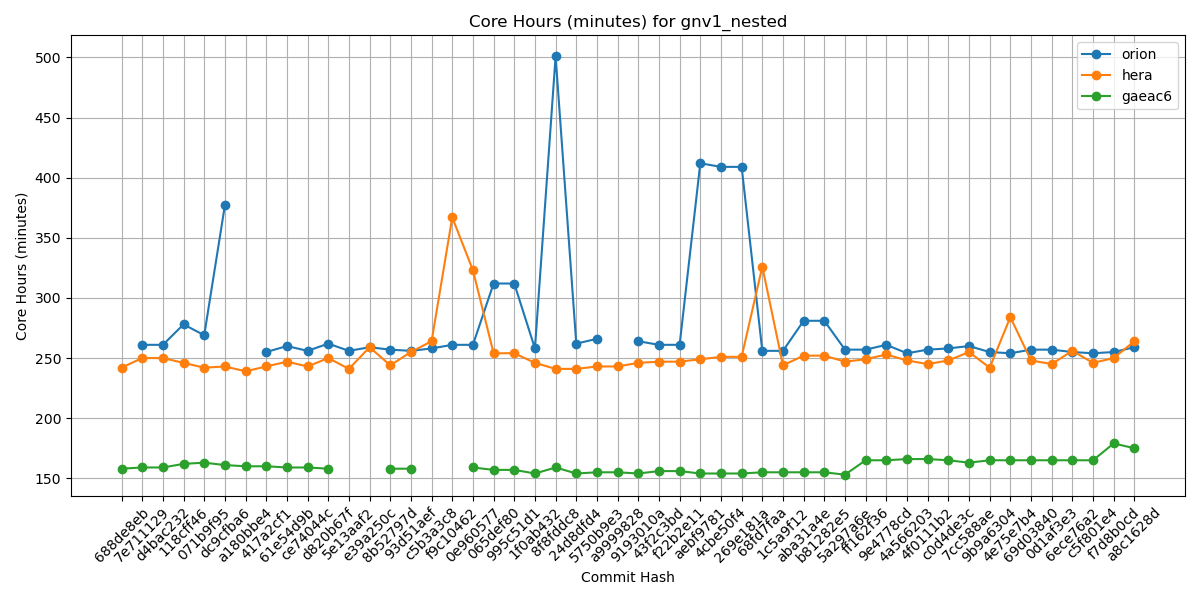 Core Hours (minutes) for gnv1_nested
orion
hera
gaeac6
Core Hours (minutes)
500
450
400
350
300
250
200
150
688de8eb
7e711129
d4bac232
118cff46
071b9f95
dc9cfba6
a180bbe4
417a2cf1
61e54d9b
ce74044c
d820b67f
5e13aaf2
e39a250c
8b52797d
93d51aef
c5b3a3c8
f9c10462
0e960577
065def80
995c51d1
1f0ab432
8f8fddc8
24d8dfd4
5750b9e3
a9999828
9193010a
43f2c3bd
f22b2e11
aebf9781
4cbe50f4
269e181a
68fd7faa
1c5a9f12
aba31a4e
b81282e5
5a297a6e
ff162f36
9e4778cd
4a566203
4f011b2
c0d4de3c
7cc588ae
9b9a6304
4e75e7b4
69d03840
0d1af3e3
6ece76a2
c5f801e4
f7d8b0cd
a8c1628d
Commit Hash